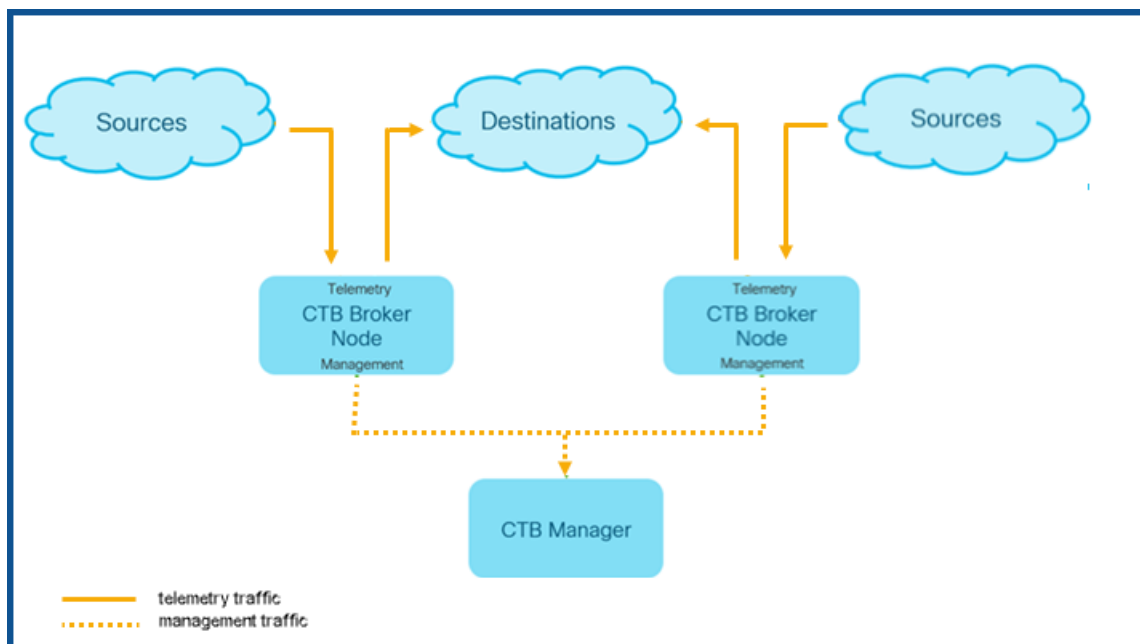 Sources
Destinations
Sources
Telemetry
CTB Broker
Node
Management
Telemetry
CTB Broker
Node
Management
CTB Manager
telemetry traffic
management traffic